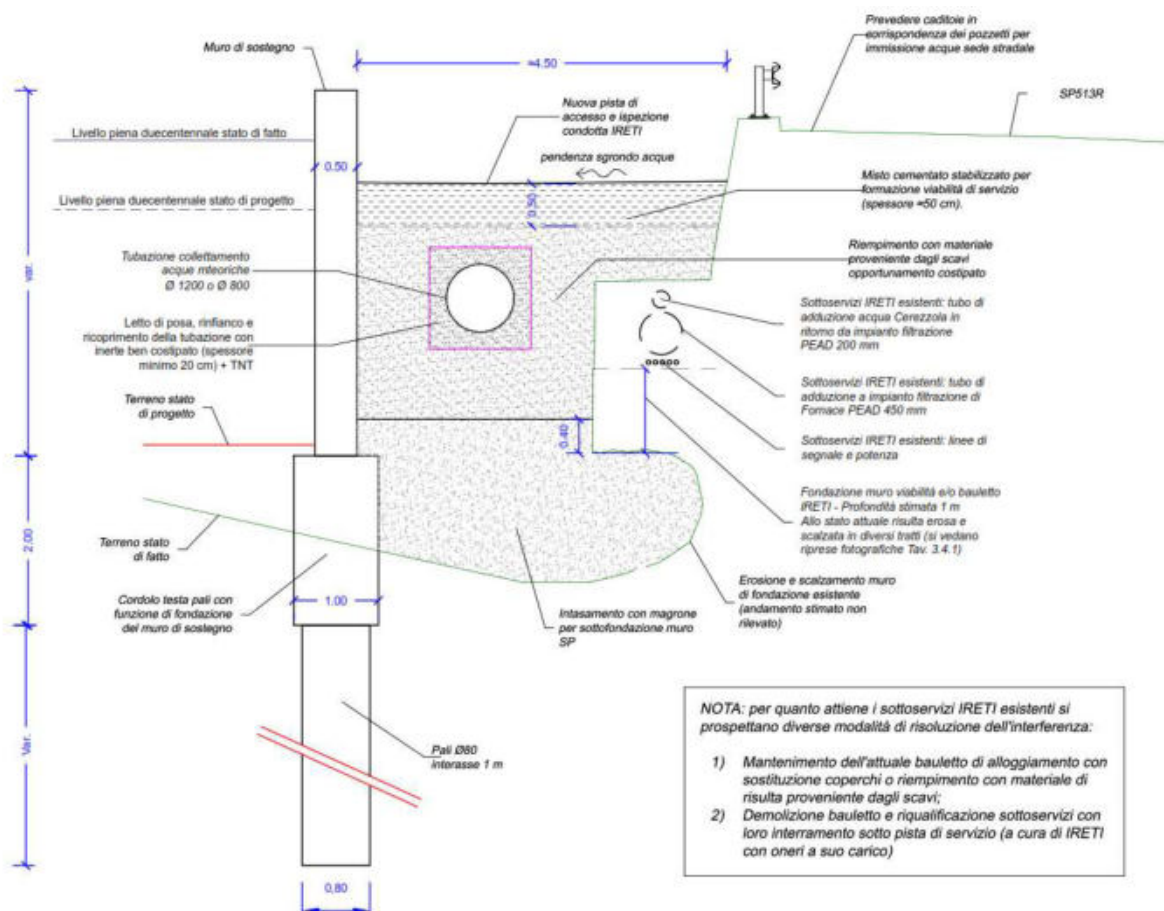 Muro di sostegno
≈4.50
Prevedere caditoie in
corrispondenza dei pozzetti per
immissione acque sede stradale
SP513R
Nuova pista di
accesso e ispezione
condotta IRETI
pendenza sgrondo acque
Livello piena duecentennale stato di fatto
0.50
Livello piena duecentennale stato di progetto
0.50
Misto cementato stabilizzato per
formazione viabilità di servizio
(spessore ≈50 cm).
var.
Tubazione collettamento
acque mteoriche
Ø 1200 o Ø 800
Riempimento con materiale
proveniente dagli scavi
opportunamento costipato
Letto di posa, rinfianco e
ricoprimento della tubazione con
inerte ben costipato (spessore
minimo 20 cm) + TNT
Sottoservizi IRETI esistenti: tubo di
adduzione acqua Cerezzola in
ritorno da impianto filtrazione
PEAD 200 mm
Sottoservizi IRETI esistenti: tubo di
adduzione a impianto filtrazione di
Fornace PEAD 450 mm
Terreno stato
di progetto
0.40
Sottoservizi IRETI esistenti: linee di
segnale e potenza
2.00
Terreno stato
di fatto
Fondazione muro viabilità e/o bauletto
IRETI - Profondità stimata 1 m
Allo stato attuale risulta erosa e
scalzata in diversi tratti (si vedano
riprese fotografiche Tav. 3.4.1)
Cordolo testa pali con
funzione di fondazione
del muro di sostegno
1.00
Intasamento con magrone
per sottofondazione muro
SP
Erosione e scalzamento muro
di fondazione esistente
(andamento stimato non
rilevato)
Var.
Pali Ø80
interasse 1 m
0,80
NOTA: per quanto attiene i sottoservizi IRETI esistenti si
prospettano diverse modalità di risoluzione dell'interferenza:
1) Mantenimento dell'attuale bauletto di alloggiamento con
sostituzione coperchi o riempimento con materiale di
risulta proveniente dagli scavi;
2) Demolizione bauletto e riqualificazione sottoservizi con
loro interramento sotto pista di servizio (a cura di IRETI
con oneri a suo carico)